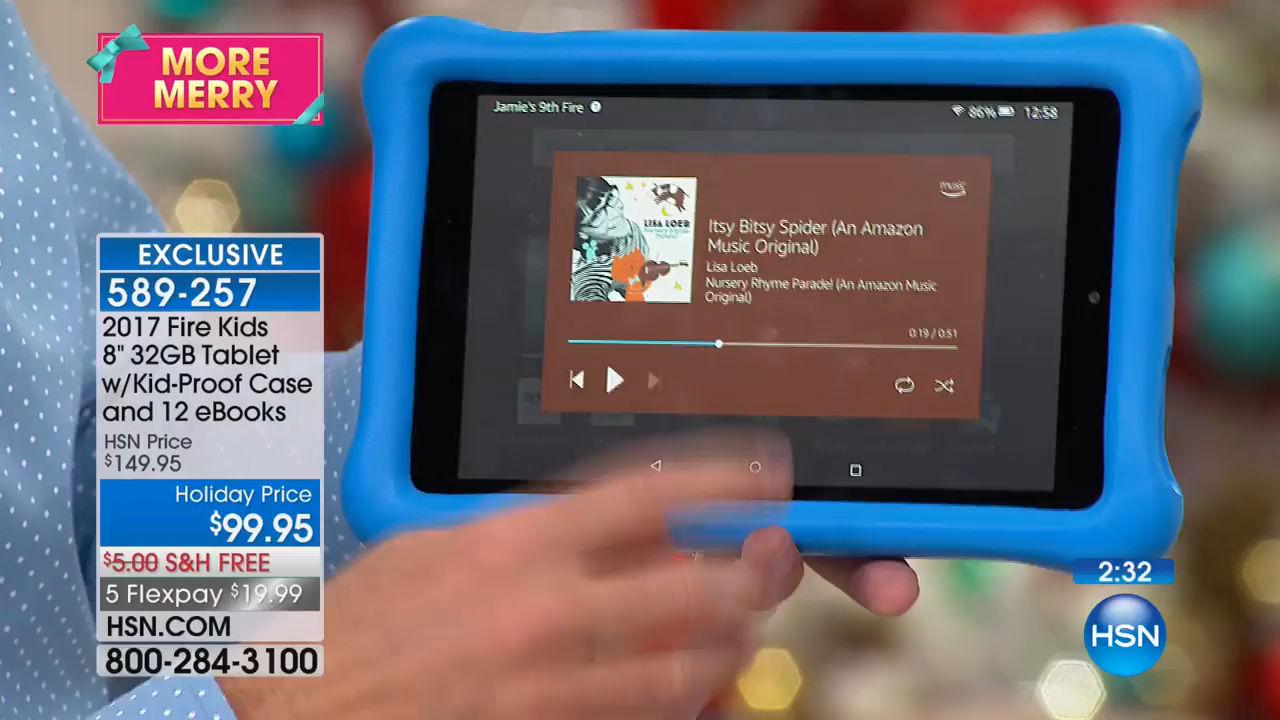 MORE
MERRY
EXCLUSIVE
589-257
2017 Fire Kids
8" 32GB Tablet
w/Kid-Proof Case
and 12 eBooks
HSN Price
$149.95
Holiday Price
$99.95
$5.00 S&H FREE
5 Flexpay $19.99
HSN.COM
800-284-3100
Jamie's 9th Fire
86% 12:58
music
LISA LOEB
Itsy Bitsy Spider (An Amazon
Music Original)
Lisa Loeb
Nursery Rhyme Parade! (An Amazon Music
Original)
0:19 / 0:51
2:32
HSN